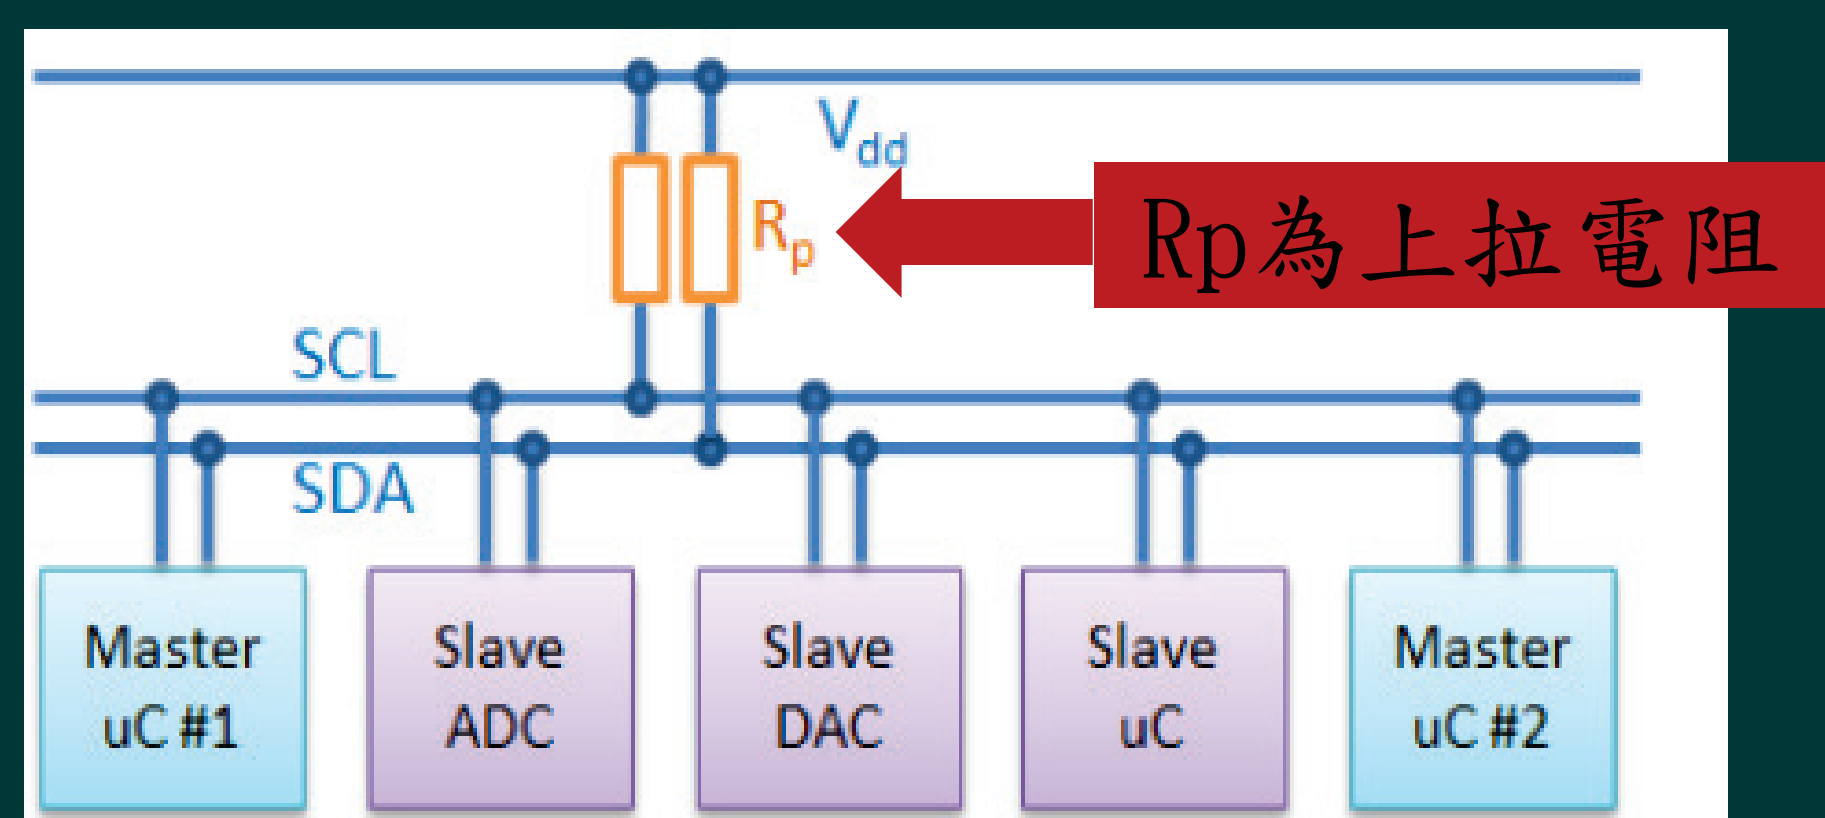 Vdd
Rp
Rp為上拉電阻
SCL
SDA
Master
uC #1
Slave
ADC
Slave
DAC
Slave
uC
Master
uC #2